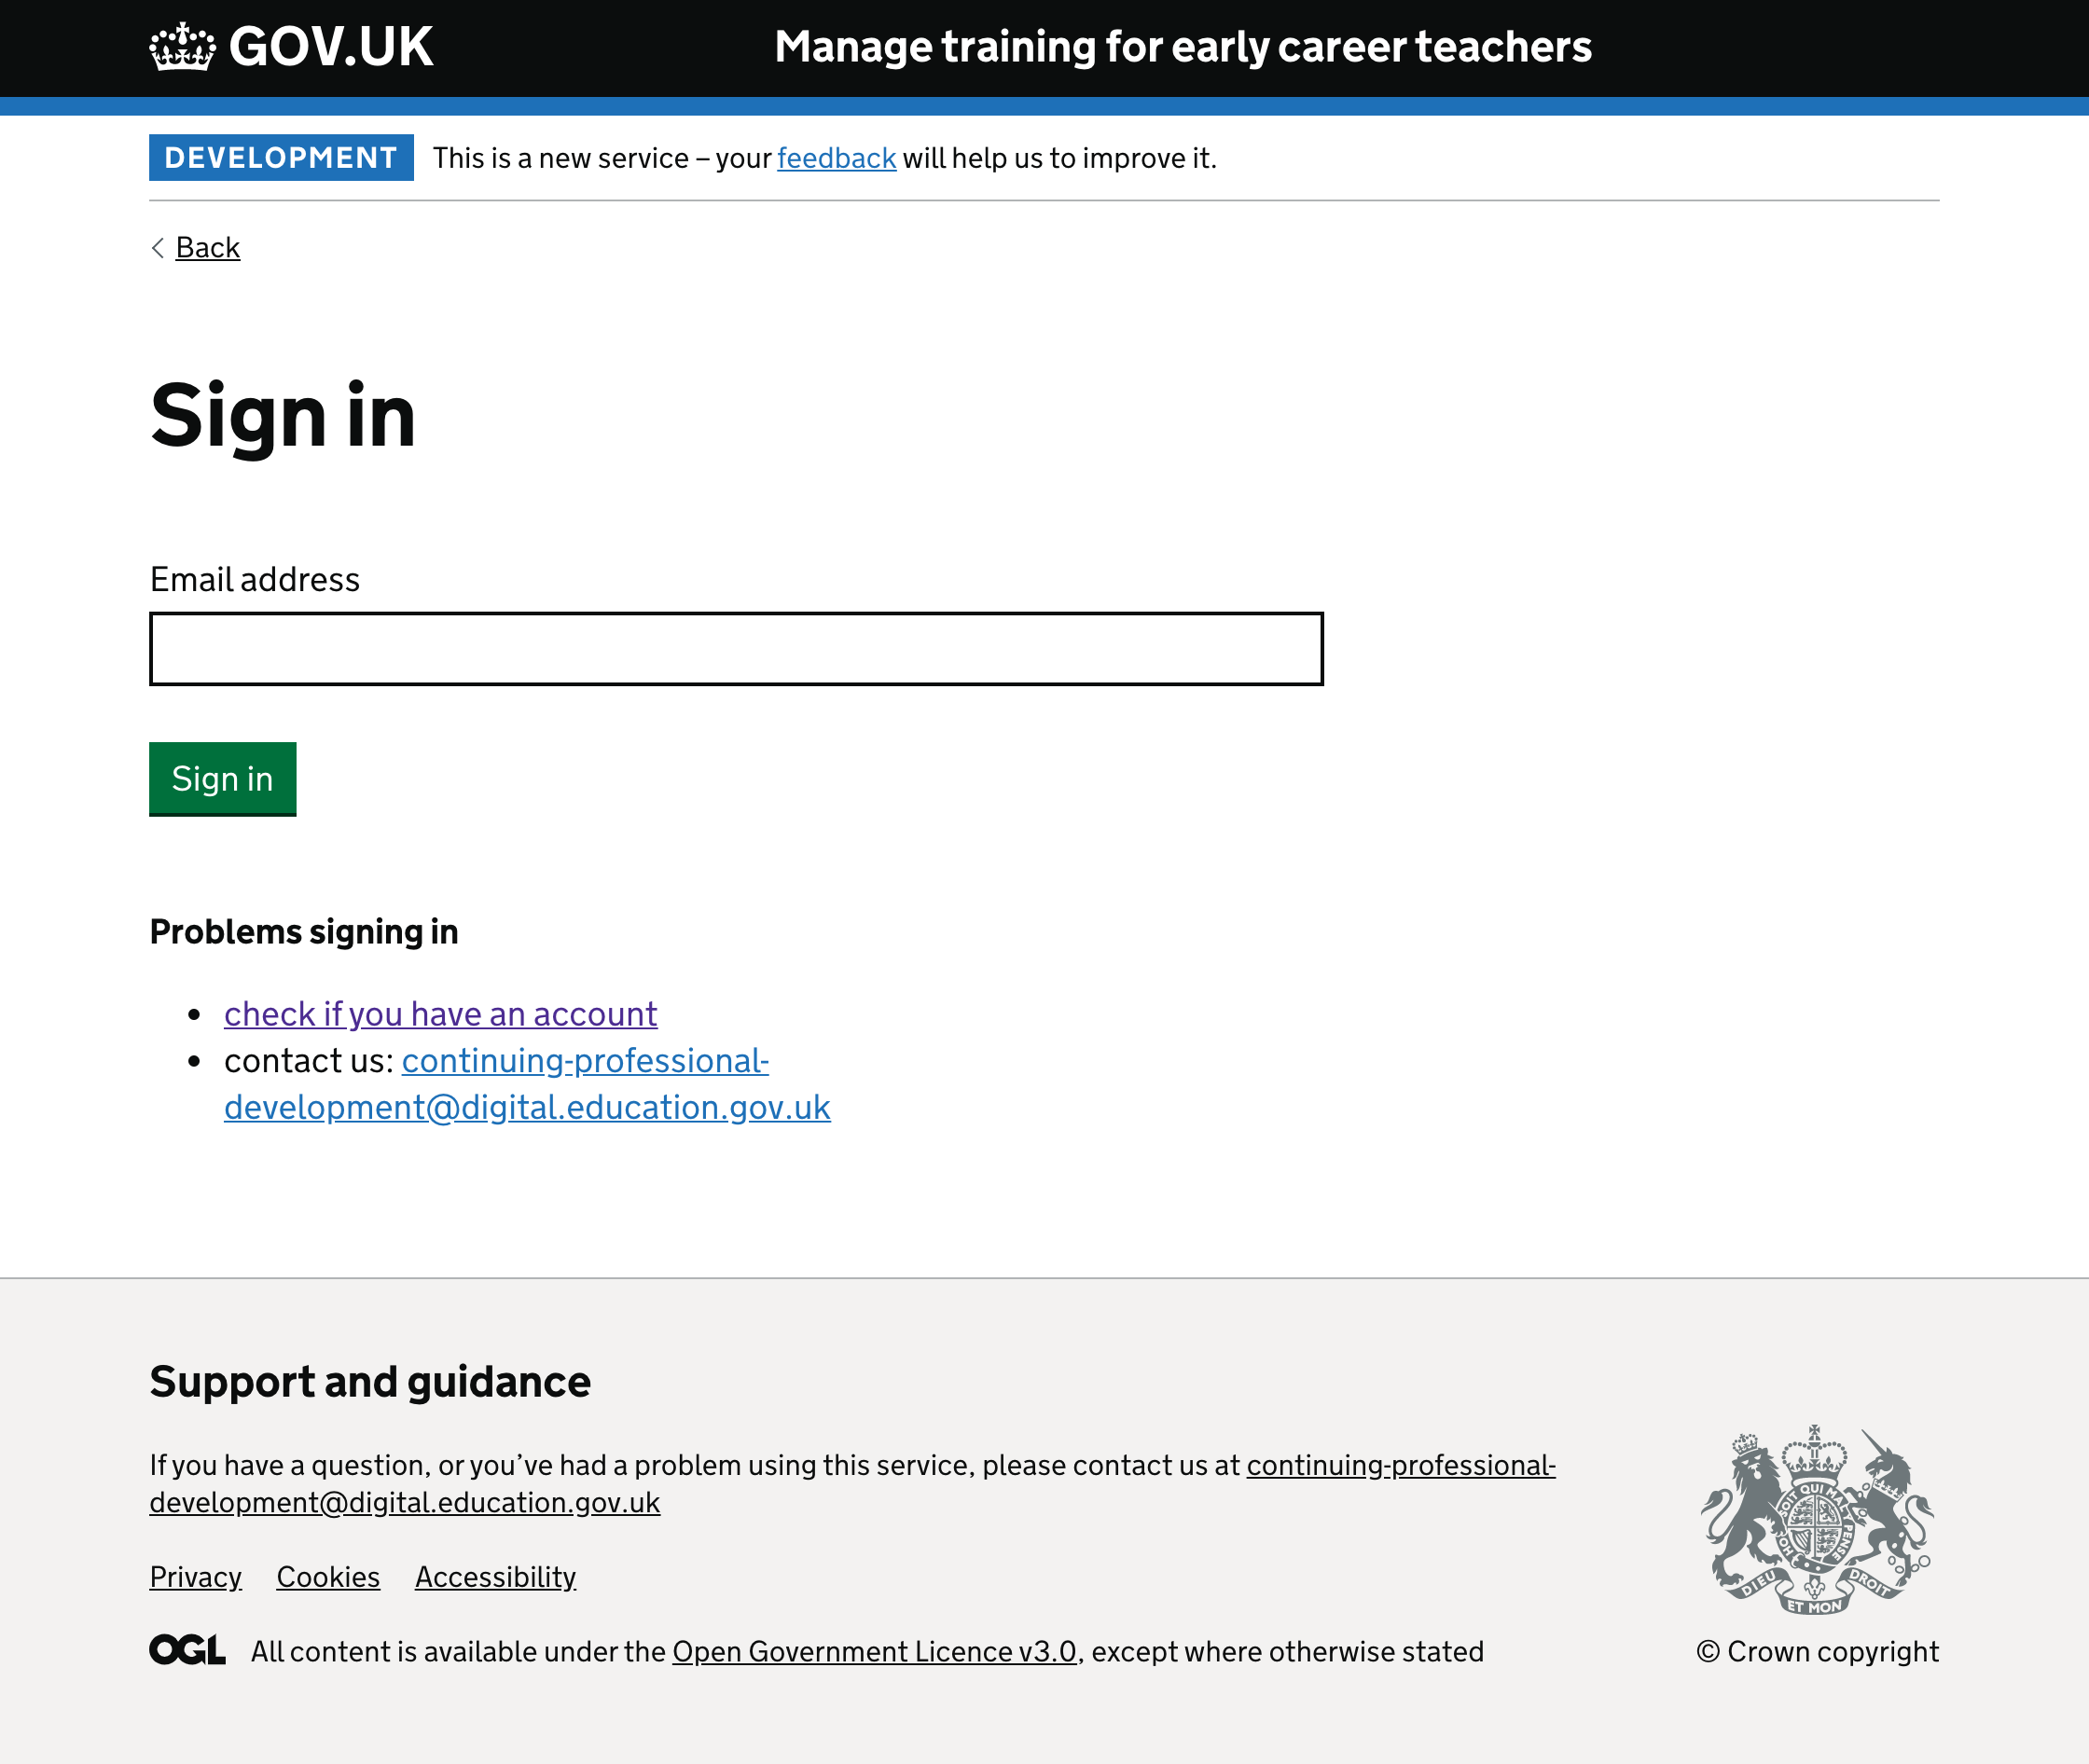 GOV.UK
Manage training for early career teachers
DEVELOPMENT This is a new service – your feedback will help us to improve it.
Back
Sign in
Email address
Sign in
Problems signing in
• check if you have an account
• contact us: continuing-professional-
development@digital.education.gov.uk
Support and guidance
If you have a question, or you’ve had a problem using this service, please contact us at continuing-professional-
development@digital.education.gov.uk
Privacy Cookies Accessibility
OGL All content is available under the Open Government Licence v3.0, except where otherwise stated
SOIT QUI MAL Y PENSE
DIEU ET MON DROIT
© Crown copyright